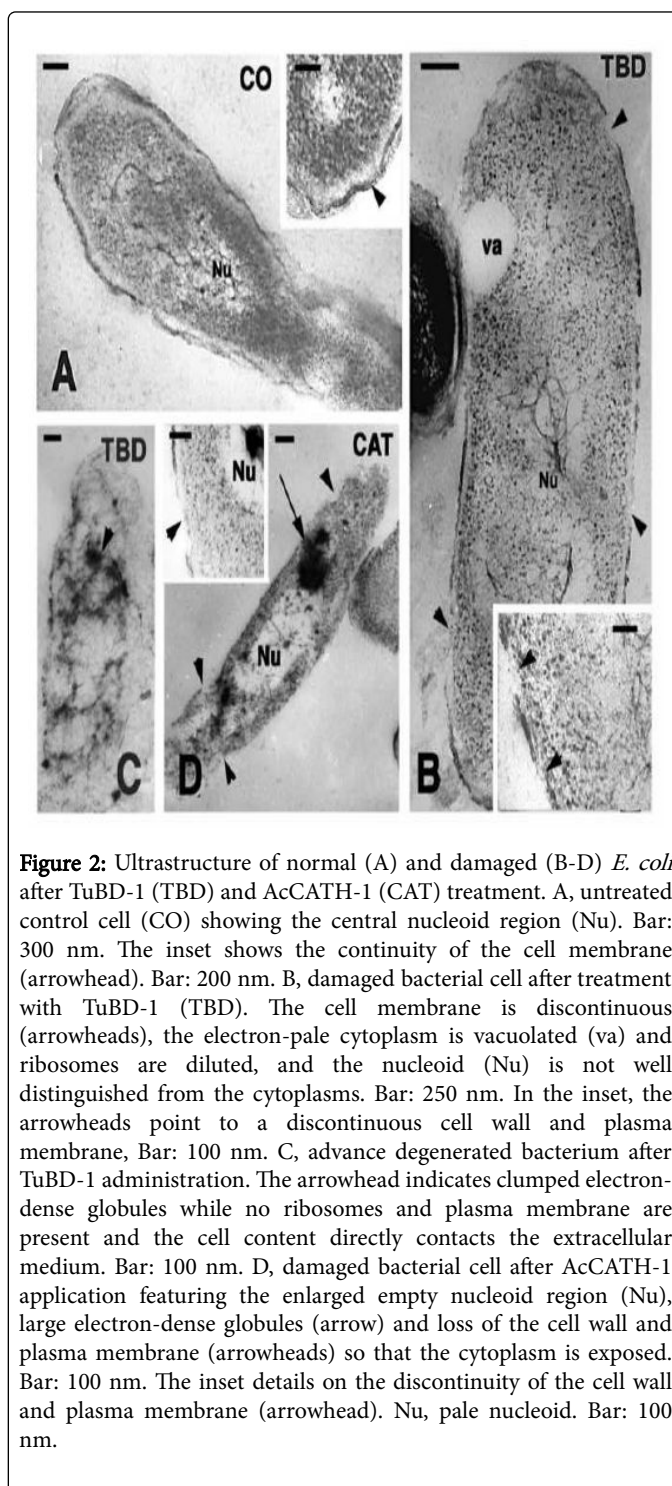 CO
TBD
Nu
va
A
TBD
Nu
CAT
Nu
Nu
C
D
B
Figure 2: Ultrastructure of normal (A) and damaged (B-D) E. coli
after TuBD-1 (TBD) and AcCATH-1 (CAT) treatment. A, untreated
control cell (CO) showing the central nucleoid region (Nu). Bar:
300 nm. The inset shows the continuity of the cell membrane
(arrowhead). Bar: 200 nm. B, damaged bacterial cell after treatment
with TuBD-1 (TBD). The cell membrane is discontinuous
(arrowheads), the electron-pale cytoplasm is vacuolated (va) and
ribosomes are diluted, and the nucleoid (Nu) is not well
distinguished from the cytoplasms. Bar: 250 nm. In the inset, the
arrowheads point to a discontinuous cell wall and plasma
membrane, Bar: 100 nm. C, advance degenerated bacterium after
TuBD-1 administration. The arrowhead indicates clumped electron-
dense globules while no ribosomes and plasma membrane are
present and the cell content directly contacts the extracellular
medium. Bar: 100 nm. D, damaged bacterial cell after AcCATH-1
application featuring the enlarged empty nucleoid region (Nu),
large electron-dense globules (arrow) and loss of the cell wall and
plasma membrane (arrowheads) so that the cytoplasm is exposed.
Bar: 100 nm. The inset details on the discontinuity of the cell wall
and plasma membrane (arrowhead). Nu, pale nucleoid. Bar: 100
nm.